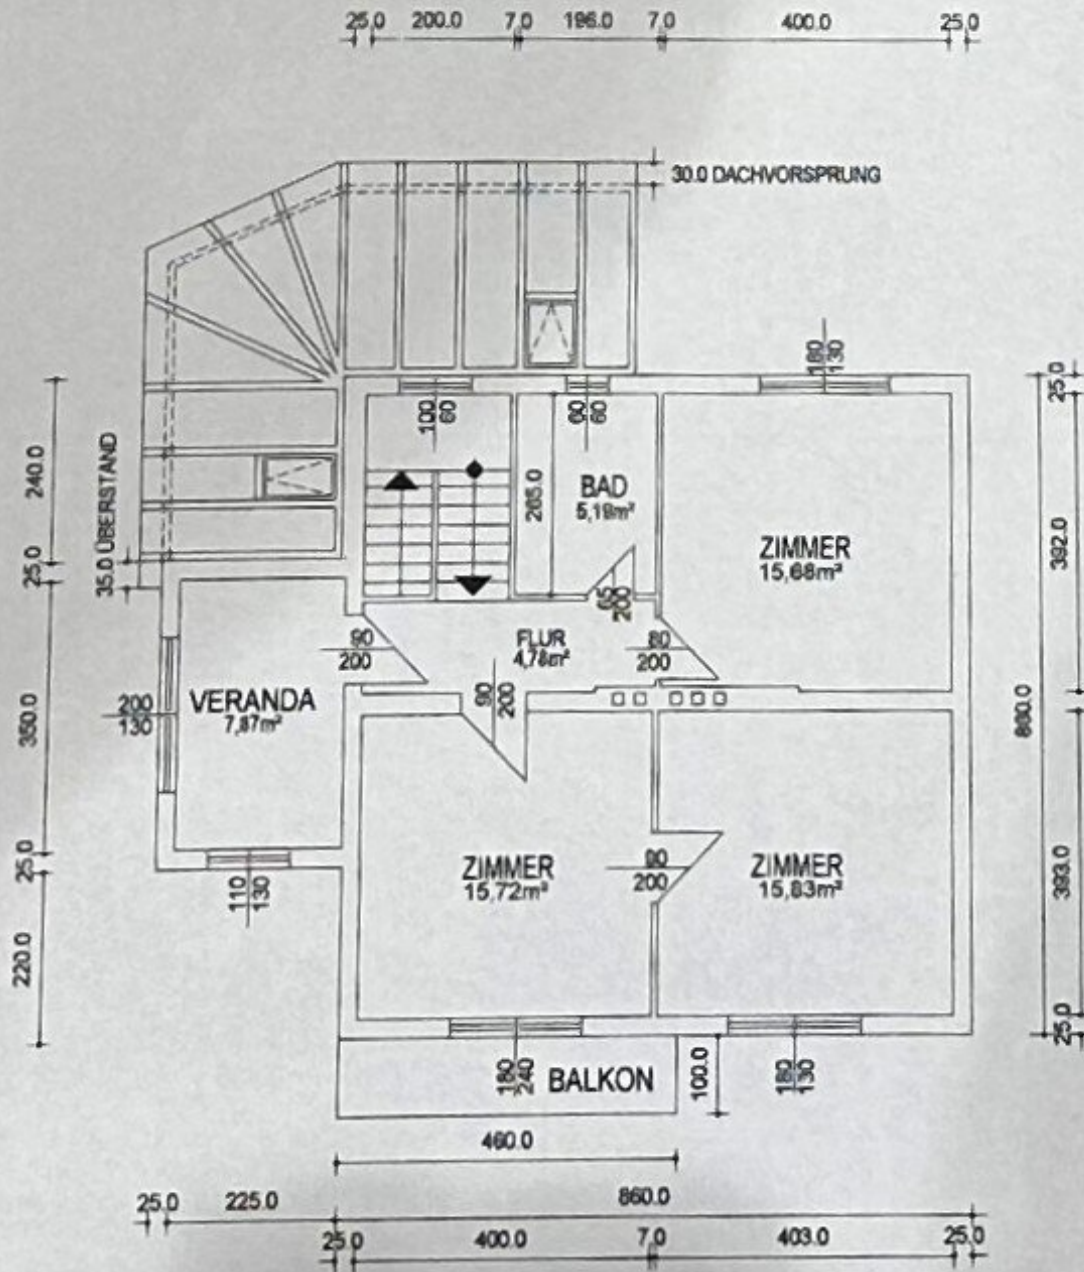 25.0 200.0 7.0 196.0 7.0 400.0 25.0
30.0 DACHVORSPRUNG
180
130
100
60
60
60
25.0
240.0
35.0 ÜBERSTAND
265.0
BAD
5,19m²
ZIMMER
15,68m²
392.0
25.0
65
200
FLUR
4,78m²
90
200
80
200
90
200
VERANDA
7,87m²
200
130
350.0
860.0
ZIMMER
15,72m²
90
200
ZIMMER
15,83m²
393.0
25.0
110
130
220.0
25.0
180
240
BALKON
100.0
180
130
460.0
25.0 225.0 860.0
25.0 400.0 7.0 403.0 25.0